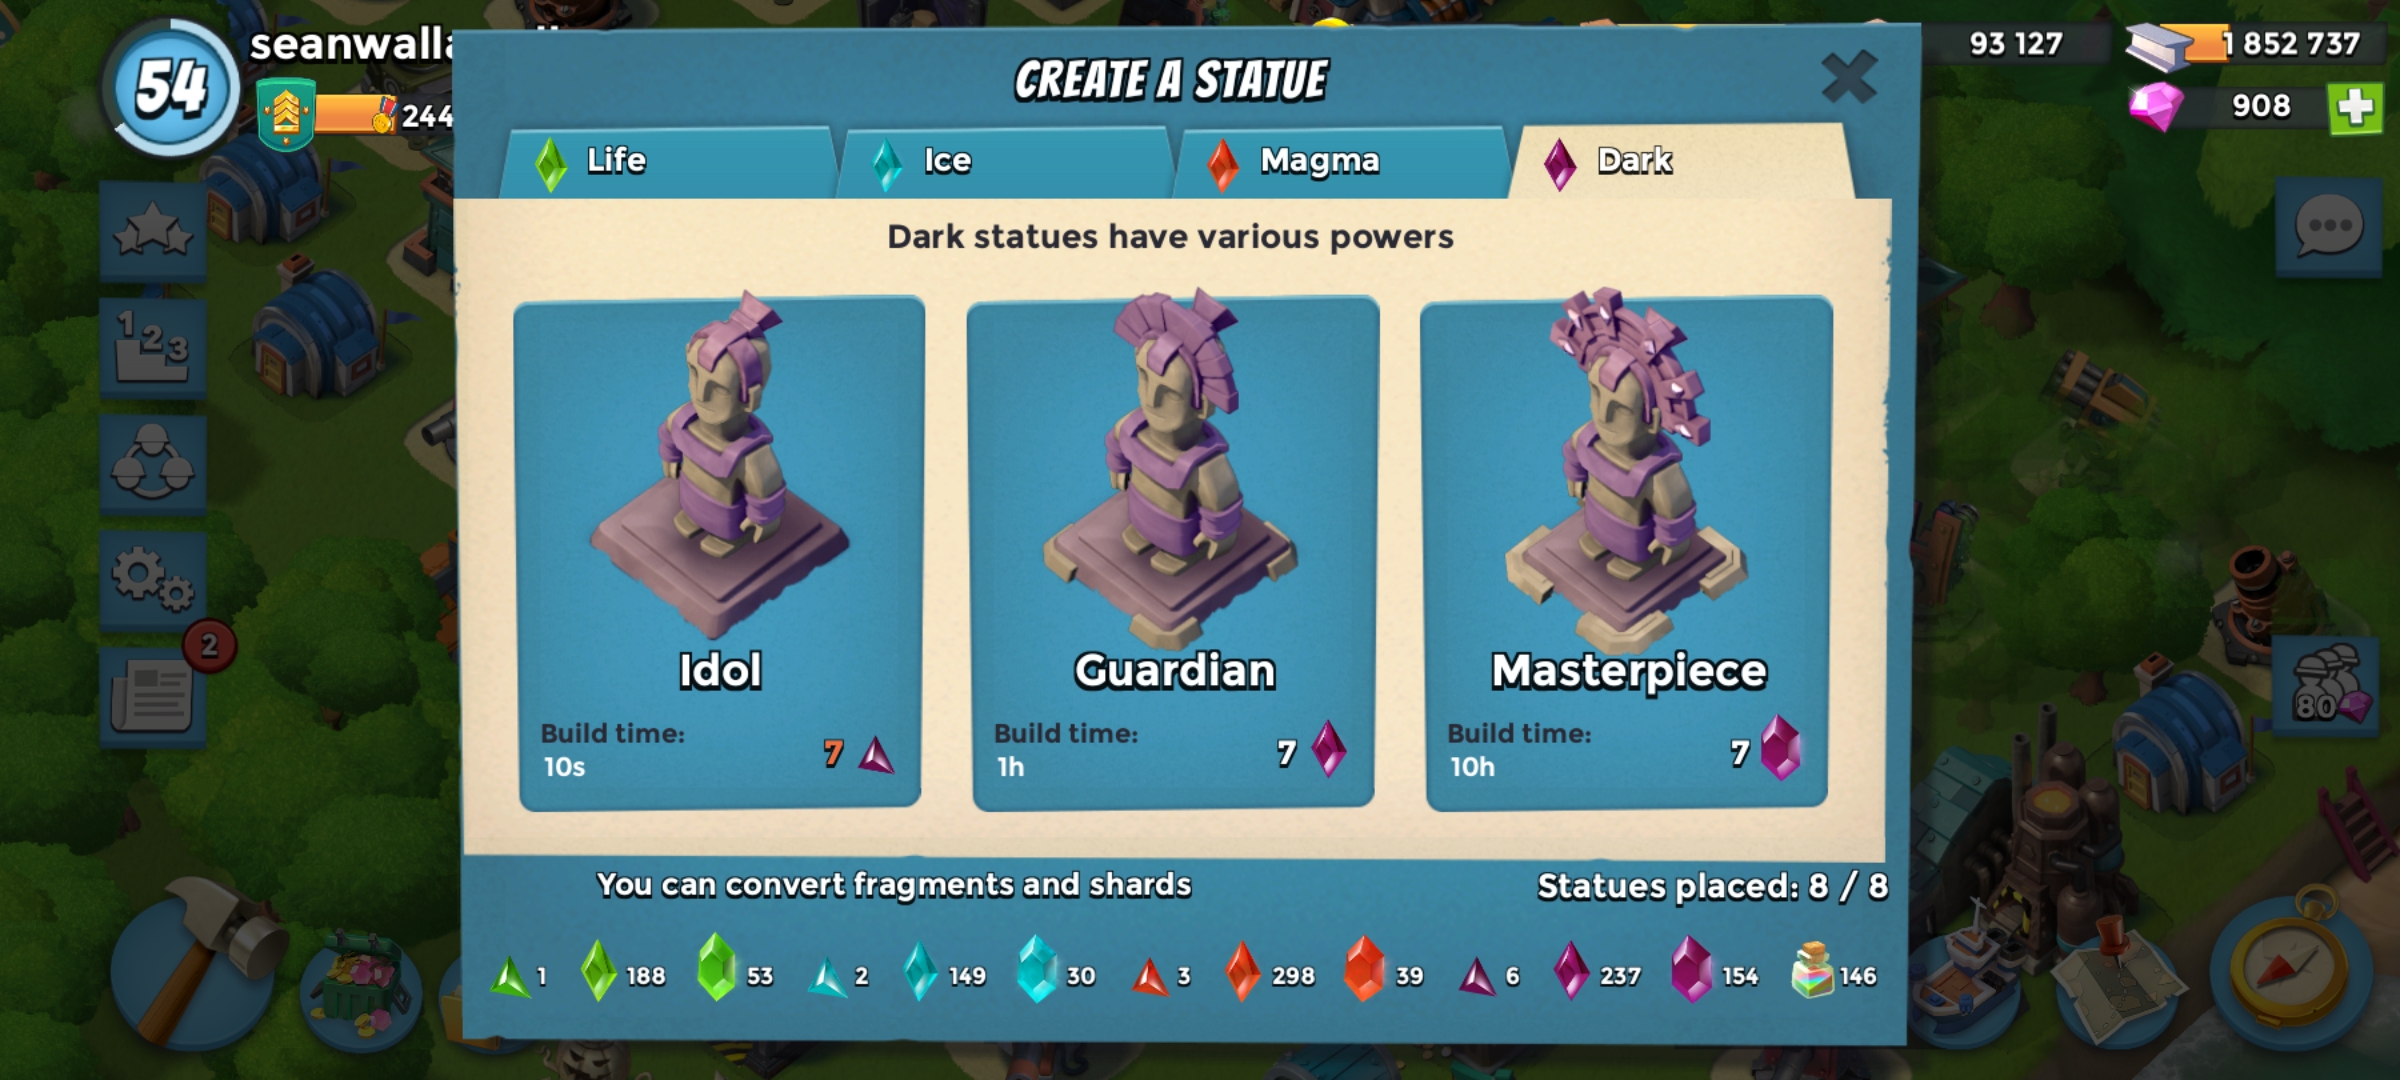 54
seanwalla
244
93 127
1 852 737
908
CREATE A STATUE
Life
Ice
Magma
Dark
Dark statues have various powers
1 2 3
2
80
Idol
Build time:
10s
7
Guardian
Build time:
1h
7
Masterpiece
Build time:
10h
7
You can convert fragments and shards
Statues placed: 8 / 8
1 188 53 2 149 30 3 298 39 6 237 154 146